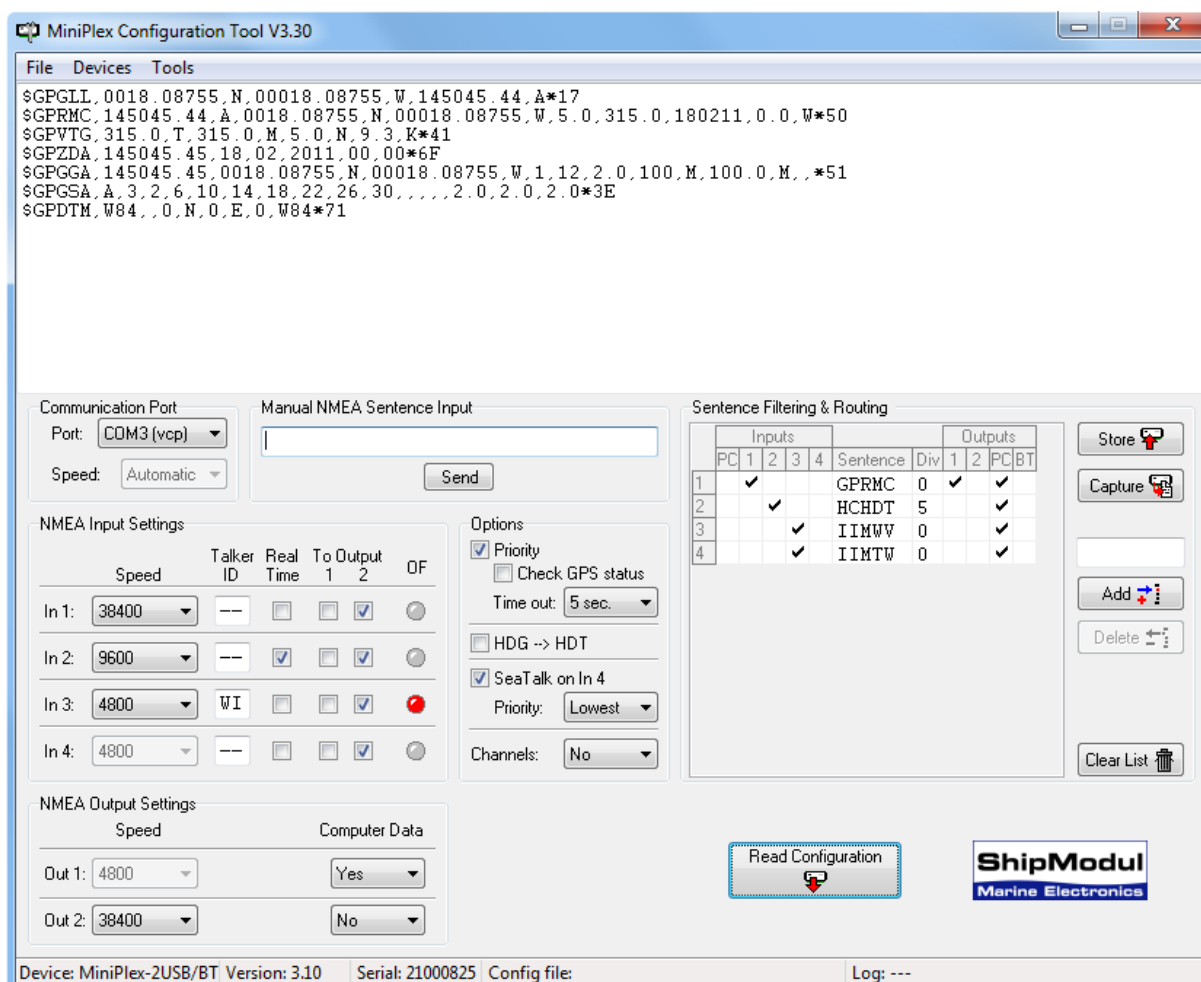 MiniPlex Configuration Tool V3.30
File Devices Tools
$GPGLL,0018.08755,N,00018.08755,W,145045.44,A*17
$GPRMC,145045.44,A,0018.08755,N,00018.08755,W,5.0,315.0,180211,0.0,W*50
$GPVTG,315.0,T,315.0,M,5.0,N,9.3,K*41
$GPZDA,145045.45,18,02,2011,00,00*6F
$GPGGA,145045.45,0018.08755,N,00018.08755,W,1,12,2.0,100,M,100.0,M,,*51
$GPGSA,A,3,2,6,10,14,18,22,26,30,,,,,2.0,2.0,2.0*3E
$GPDTM,W84,,0,N,0,E,0,W84*71
Communication Port
Port: COM3 (vcp)
Speed: Automatic
Manual NMEA Sentence Input
Send
NMEA Input Settings
Speed Talker ID Real Time To Output 1 2 OF
In 1: 38400 --
In 2: 9600 --
In 3: 4800 WI
In 4: 4800 --
Options
Priority
Check GPS status
Time out: 5 sec.
HDG --> HDT
SeaTalk on In 4
Priority: Lowest
Channels: No
Sentence Filtering & Routing
Inputs Outputs
PC 1 2 3 4 Sentence Div 1 2 PC BT
1 GPRMC 0
2 HCHDT 5
3 IIMWV 0
4 IIMTW 0
Store
Capture
Add
Delete
Clear List
NMEA Output Settings
Speed Computer Data
Out 1: 4800 Yes
Out 2: 38400 No
Read Configuration
ShipModul
Marine Electronics
Device: MiniPlex-2USB/BT Version: 3.10 Serial: 21000825 Config file: Log: ---